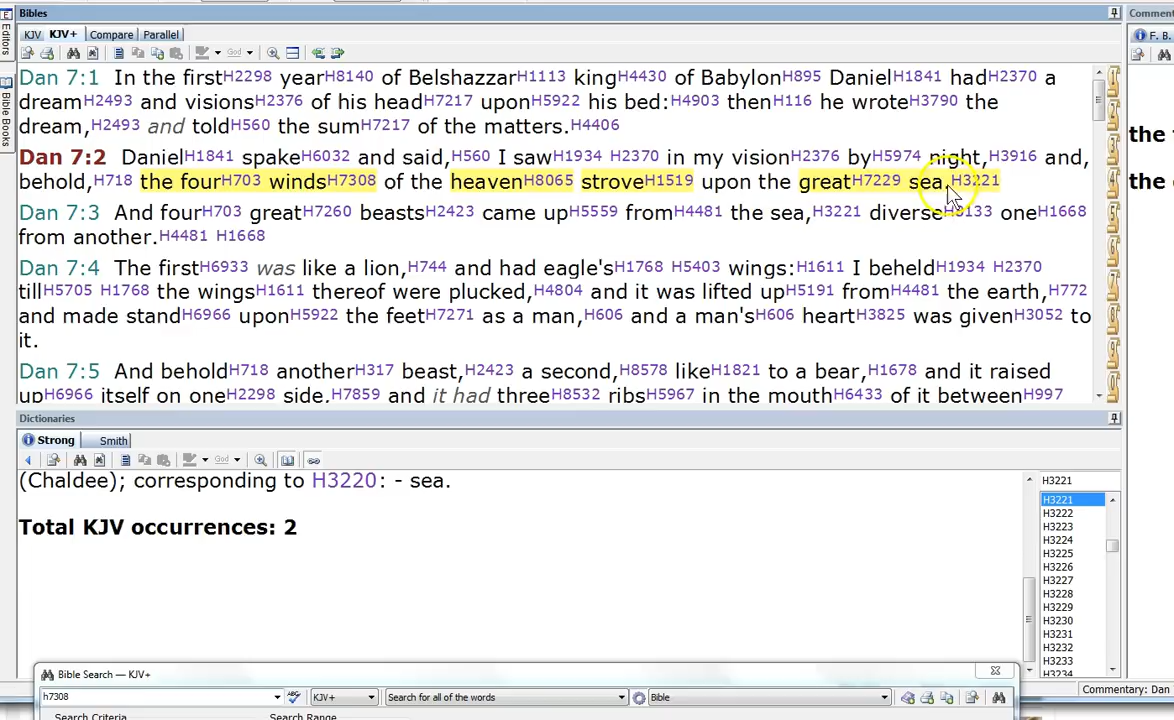 Bibles
Comment
Editors
Bible Books
KJV KJV+ Compare Parallel
F. B.
God
Dan 7:1 In the firstH2298 yearH8140 of BelshazzarH1113 kingH4430 of BabylonH895 DanielH1841 hadH2370 a
dreamH2493 and visionsH2376 of his headH7217 uponH5922 his bed:H4903 thenH116 he wroteH3790 the
dream,H2493 and toldH560 the sumH7217 of the matters.H4406
Dan 7:2 DanielH1841 spakeH6032 and said,H560 I sawH1934 H2370 in my visionH2376 byH5974 night,H3916 and,
behold,H718 the fourH703 windsH7308 of the heavenH8065 stroveH1519 upon the greatH7229 sea.H3221
Dan 7:3 And fourH703 greatH7260 beastsH2423 came upH5559 fromH4481 the sea,H3221 diverse oneH1668
from another.H4481 H1668
Dan 7:4 The firstH6933 was like a lion,H744 and had eagle'sH1768 H5403 wings:H1611 I beheldH1934 H2370
tillH5705 H1768 the wingsH1611 thereof were plucked,H4804 and it was lifted upH5191 fromH4481 the earth,H772
and made standH6966 uponH5922 the feetH7271 as a man,H606 and a man'sH606 heartH3825 was givenH3052 to
it.
Dan 7:5 And beholdH718 anotherH317 beast,H2423 a second,H8578 likeH1821 to a bear,H1678 and it raised
upH6966 itself on oneH2298 side,H7859 and it had threeH8532 ribsH5967 in the mouthH6433 of it betweenH997
the
the
Dictionaries
Strong Smith
God
(Chaldee); corresponding to H3220: - sea.
Total KJV occurrences: 2
H3221
H3221
H3222
H3223
H3224
H3225
H3226
H3227
H3228
H3229
H3230
H3231
H3232
H3233
H3234
Commentary: Dan
Bible Search — KJV+
h7308
KJV+
Search for all of the words
Bible
Search Criteria
Search Range